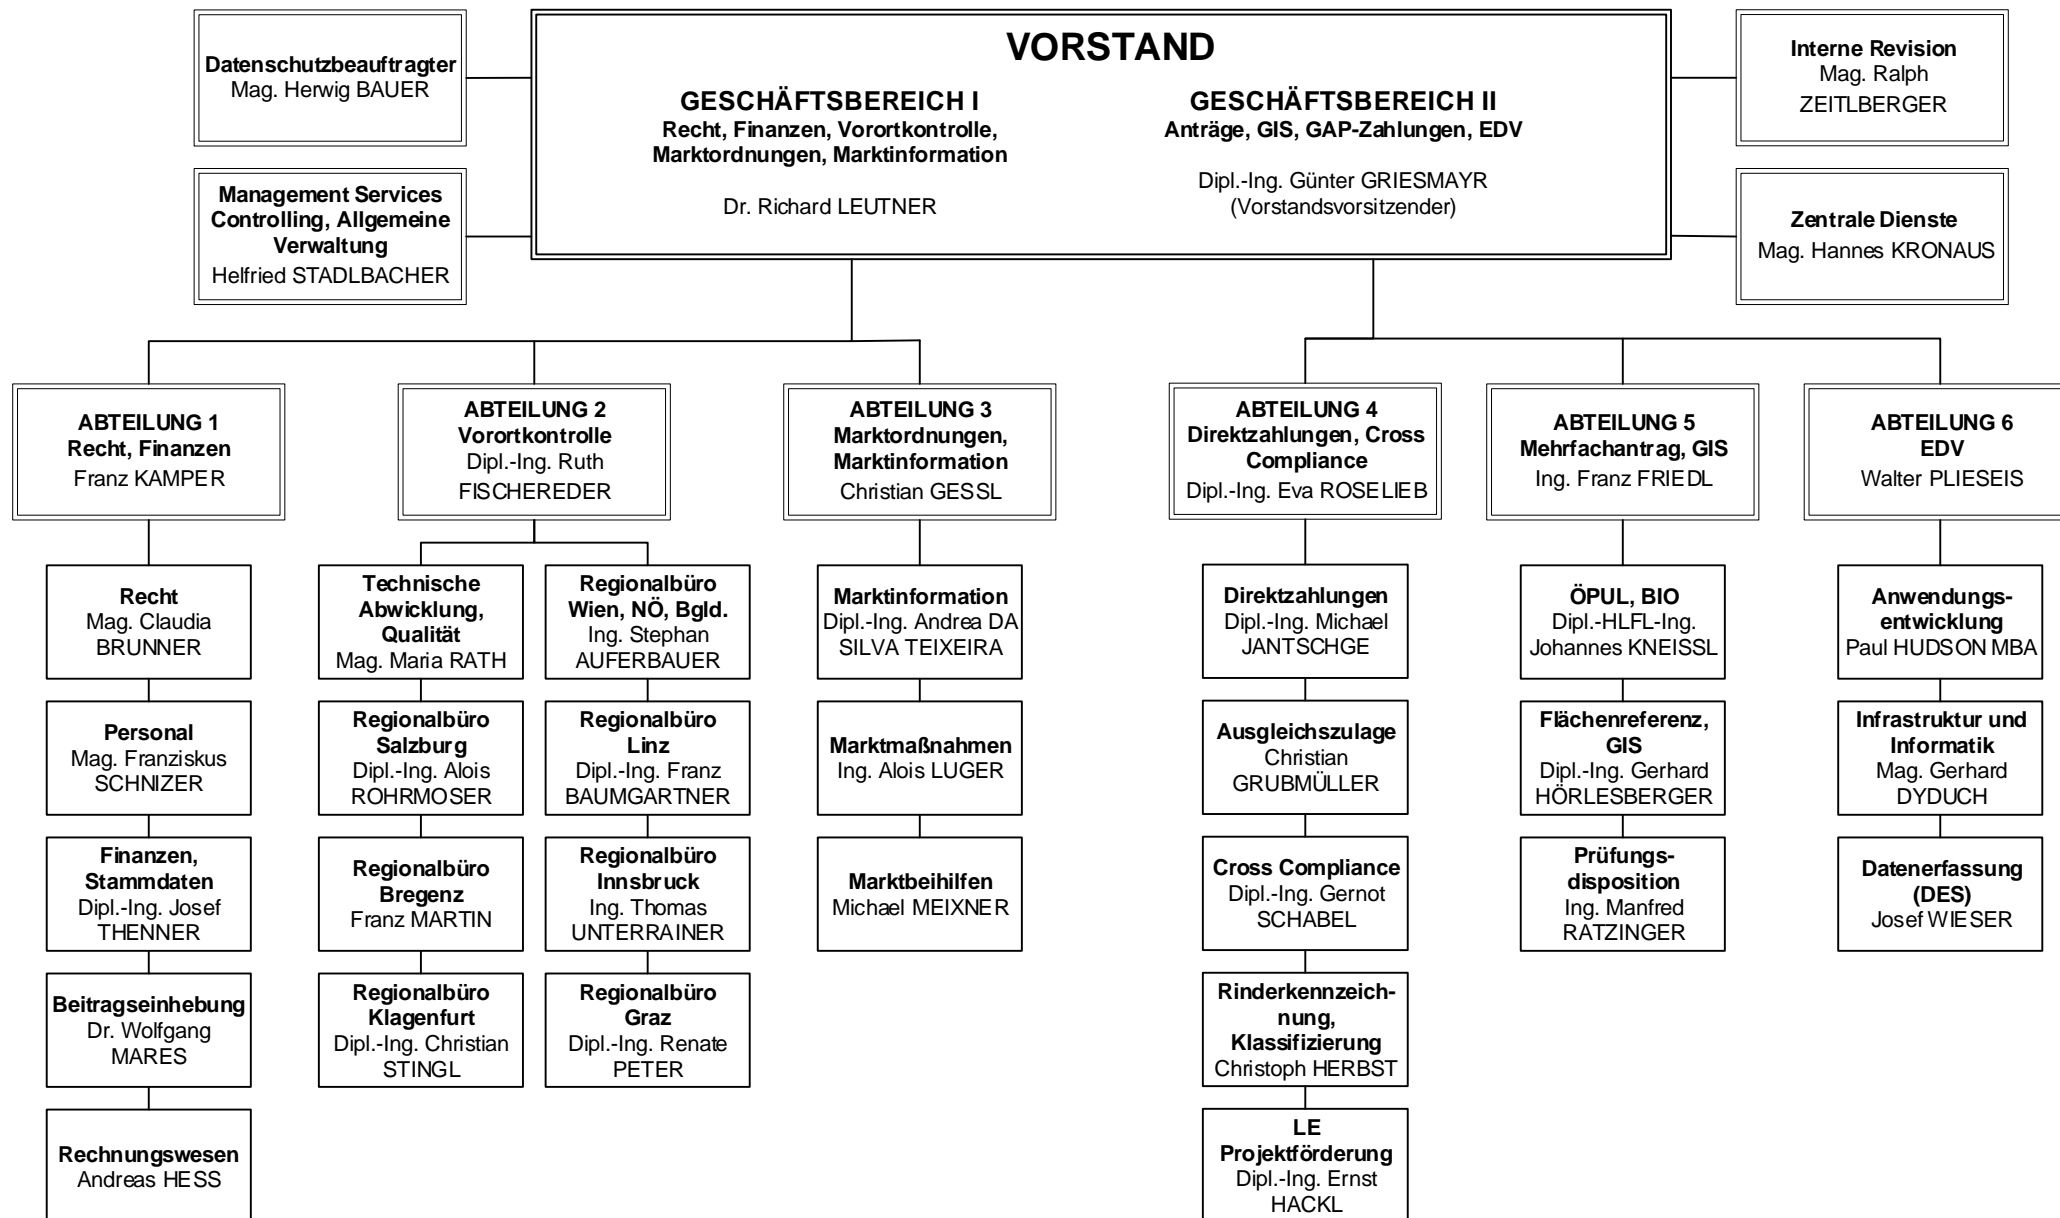 VORSTAND
Datenschutzbeauftragter
Mag. Herwig BAUER
Management Services
Controlling, Allgemeine
Verwaltung
Helfried STADLBACHER
GESCHÄFTSBEREICH I
Recht, Finanzen, Vorortkontrolle,
Marktordnungen, Marktinformation
Dr. Richard LEUTNER
GESCHÄFTSBEREICH II
Anträge, GIS, GAP-Zahlungen, EDV
Dipl.-Ing. Günter GRIESMAYR
(Vorstandsvorsitzender)
Interne Revision
Mag. Ralph
ZEITLBERGER
Zentrale Dienste
Mag. Hannes KRONAUS
ABTEILUNG 1
Recht, Finanzen
Franz KAMPER
Recht
Mag. Claudia
BRUNNER
Personal
Mag. Franziskus
SCHNIZER
Finanzen,
Stammdaten
Dipl.-Ing. Josef
THENNER
Beitragseinhebung
Dr. Wolfgang
MARES
Rechnungswesen
Andreas HESS
ABTEILUNG 2
Vorortkontrolle
Dipl.-Ing. Ruth
FISCHEREDER
Technische
Abwicklung,
Qualität
Mag. Maria RATH
Regionalbüro
Salzburg
Dipl.-Ing. Alois
ROHRMOSER
Regionalbüro
Bregenz
Franz MARTIN
Regionalbüro
Klagenfurt
Dipl.-Ing. Christian
STINGL
Regionalbüro
Wien, NÖ, Bgld.
Ing. Stephan
AUFERBAUER
Regionalbüro
Linz
Dipl.-Ing. Franz
BAUMGARTNER
Regionalbüro
Innsbruck
Ing. Thomas
UNTERRAINER
Regionalbüro
Graz
Dipl.-Ing. Renate
PETER
ABTEILUNG 3
Marktordnungen,
Marktinformation
Christian GESSL
Marktinformation
Dipl.-Ing. Andrea DA
SILVA TEIXEIRA
Marktmaßnahmen
Ing. Alois LUGER
Marktbeihilfen
Michael MEIXNER
ABTEILUNG 4
Direktzahlungen, Cross
Compliance
Dipl.-Ing. Eva ROSELIEB
Direktzahlungen
Dipl.-Ing. Michael
JANTSCHGE
Ausgleichszulage
Christian
GRUBMÜLLER
Cross Compliance
Dipl.-Ing. Gernot
SCHABEL
Rinderkennzeich-
nung,
Klassifizierung
Christoph HERBST
LE
Projektförderung
Dipl.-Ing. Ernst
HACKL
ABTEILUNG 5
Mehrfachantrag, GIS
Ing. Franz FRIEDL
ÖPUL, BIO
Dipl.-HLFL-Ing.
Johannes KNEISSL
Flächenreferenz,
GIS
Dipl.-Ing. Gerhard
HÖRLESBERGER
Prüfungs-
disposition
Ing. Manfred
RATZINGER
ABTEILUNG 6
EDV
Walter PLIESEIS
Anwendungs-
entwicklung
Paul HUDSON MBA
Infrastruktur und
Informatik
Mag. Gerhard
DYDUCH
Datenerfassung
(DES)
Josef WIESER